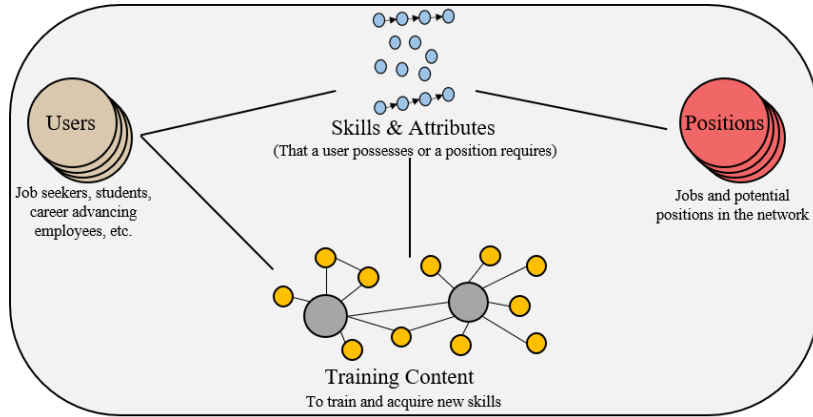 Users
Job seekers, students,
career advancing
employees, etc.
Skills & Attributes
(That a user possesses or a position requires)
Positions
Jobs and potential
positions in the network
Training Content
To train and acquire new skills